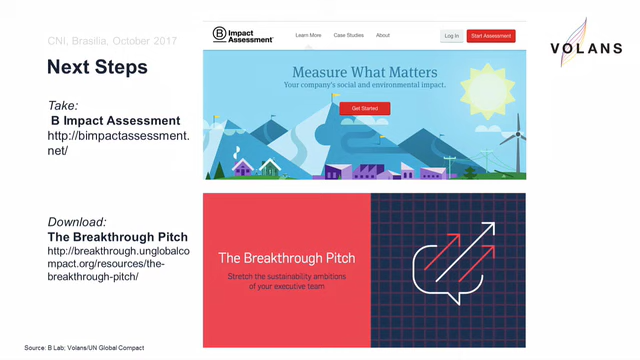 CNI, Brasilia, October 2017
Next Steps
Take:
B Impact Assessment
http://bimpactassessment.
net/
Download:
The Breakthrough Pitch
http://breakthrough.unglobalco
mpact.org/resources/the-
breakthrough-pitch/
Source: B Lab; Volans/UN Global Compact
B Impact
Assessment
Learn More Case Studies About Log In Start Assessment
Measure What Matters
Your company's social and environmental impact.
Get Started
The Breakthrough Pitch
Stretch the sustainability ambitions
of your executive team
VOLANS